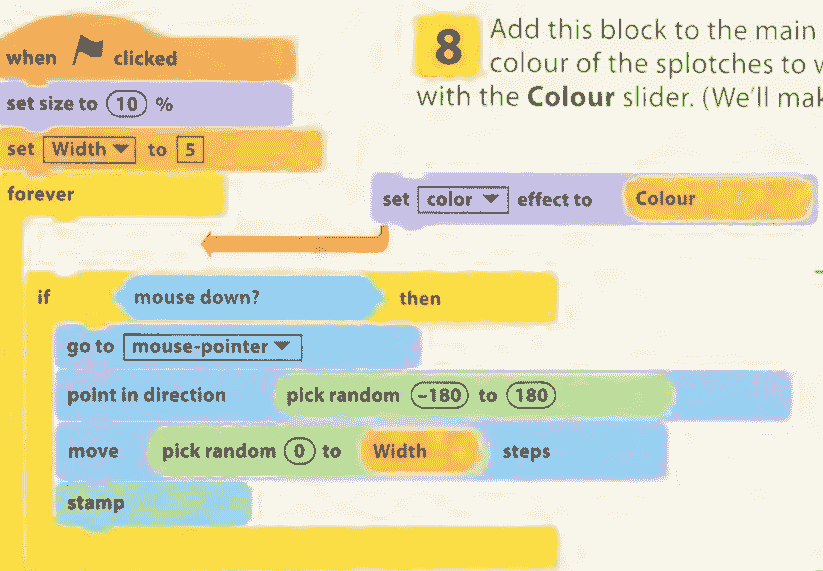 when clicked
set size to 10 %
set Width to 5
forever
8
Add this block to the main
colour of the splotches to
with the Colour slider. (We'll
set color effect to Colour
if mouse down? then
go to mouse-pointer
point in direction pick random –180 to 180
move pick random 0 to Width steps
stamp